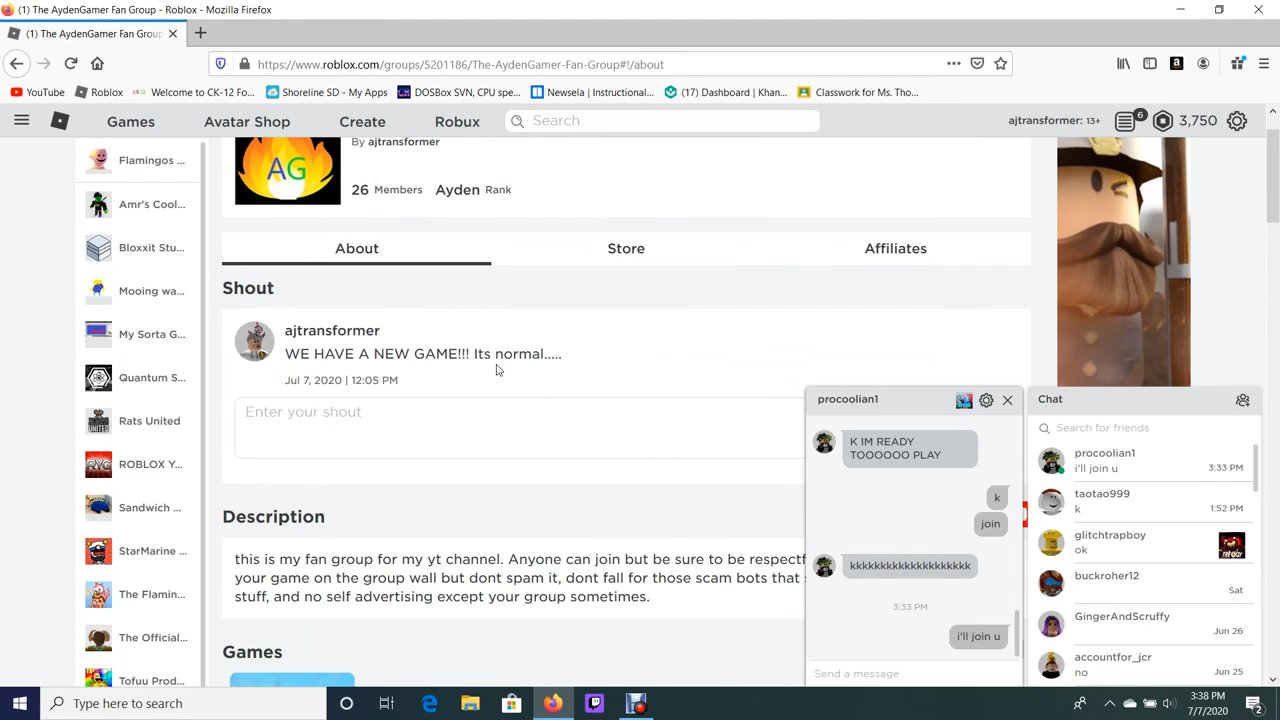 (1) The AydenGamer Fan Group - Roblox - Mozilla Firefox
(1) The AydenGamer Fan Group
https://www.roblox.com/groups/5201186/The-AydenGamer-Fan-Group#!/about
YouTube Roblox Welcome to CK-12 Fo... Shoreline SD - My Apps DOSBox SVN, CPU spe... Newsela | Instructional... (17) Dashboard | Khan... Classwork for Ms. Tho...
Games Avatar Shop Create Robux Search ajtransformer: 13+ 6 3,750
Flamingos ...
Amr's Cool...
Bloxxit Stu...
Mooing wa...
My Sorta G...
Quantum S...
Rats United
ROBLOX Y...
Sandwich ...
StarMarine ...
The Flamin...
The Official...
Tofuu Prod...
AG
By ajtransformer
26 Members Ayden Rank
About Store Affiliates
Shout
ajtransformer
WE HAVE A NEW GAME!!! Its normal.....
Jul 7, 2020 | 12:05 PM
Enter your shout
Description
this is my fan group for my yt channel. Anyone can join but be sure to be respectf
your game on the group wall but dont spam it, dont fall for those scam bots that
stuff, and no self advertising except your group sometimes.
Games
procoolian1
K IM READY
TOOOOOO PLAY
k
join
kkkkkkkkkkkkkkkkkkkk
3:33 PM
i'll join u
Send a message
Chat
Search for friends
procoolian1
i'll join u 3:33 PM
taotao999
k 1:52 PM
glitchtrapboy
ok
buckroher12
Sat
GingerAndScruffy
Jun 26
accountfor_jcr
no Jun 25
Type here to search
3:38 PM
7/7/2020
2